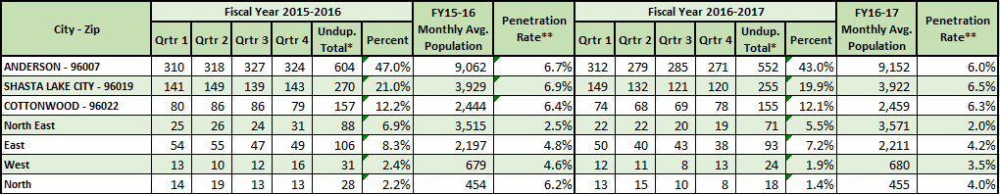 City - Zip Fiscal Year 2015-2016 FY15-16 Monthly Avg. Population Penetration Rate** Fiscal Year 2016-2017 FY16-17 Monthly Avg. Population Penetration Rate**
Qrtr 1 Qrtr 2 Qrtr 3 Qrtr 4 Undup. Total* Percent Qrtr 1 Qrtr 2 Qrtr 3 Qrtr 4 Undup. Total* Percent
ANDERSON - 96007 310 318 327 324 604 47.0% 9,062 6.7% 312 279 285 271 552 43.0% 9,152 6.0%
SHASTA LAKE CITY - 96019 141 149 139 143 270 21.0% 3,929 6.9% 149 132 121 120 255 19.9% 3,922 6.5%
COTTONWOOD - 96022 80 86 86 79 157 12.2% 2,444 6.4% 74 68 69 78 155 12.1% 2,459 6.3%
North East 25 26 24 31 88 6.9% 3,515 2.5% 22 22 20 19 71 5.5% 3,571 2.0%
East 54 55 47 49 106 8.3% 2,197 4.8% 50 40 43 38 93 7.2% 2,211 4.2%
West 13 10 12 16 31 2.4% 679 4.6% 12 11 8 13 24 1.9% 680 3.5%
North 14 19 13 13 28 2.2% 454 6.2% 13 15 10 8 18 1.4% 455 4.0%